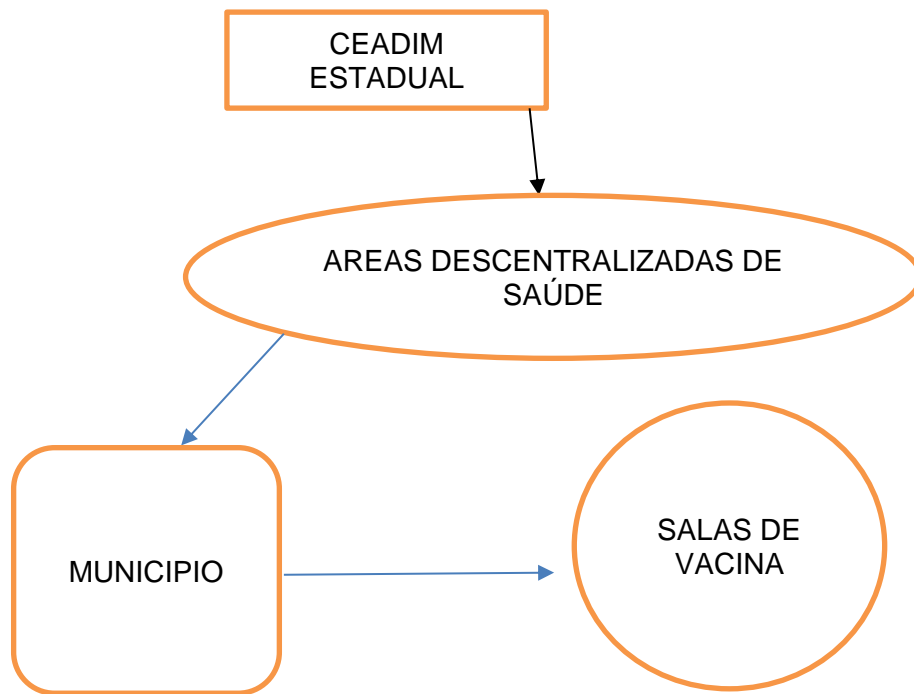 CEADIM
ESTADUAL
AREAS DESCENTRALIZADAS DE
SAÚDE
MUNICIPIO
SALAS DE
VACINA